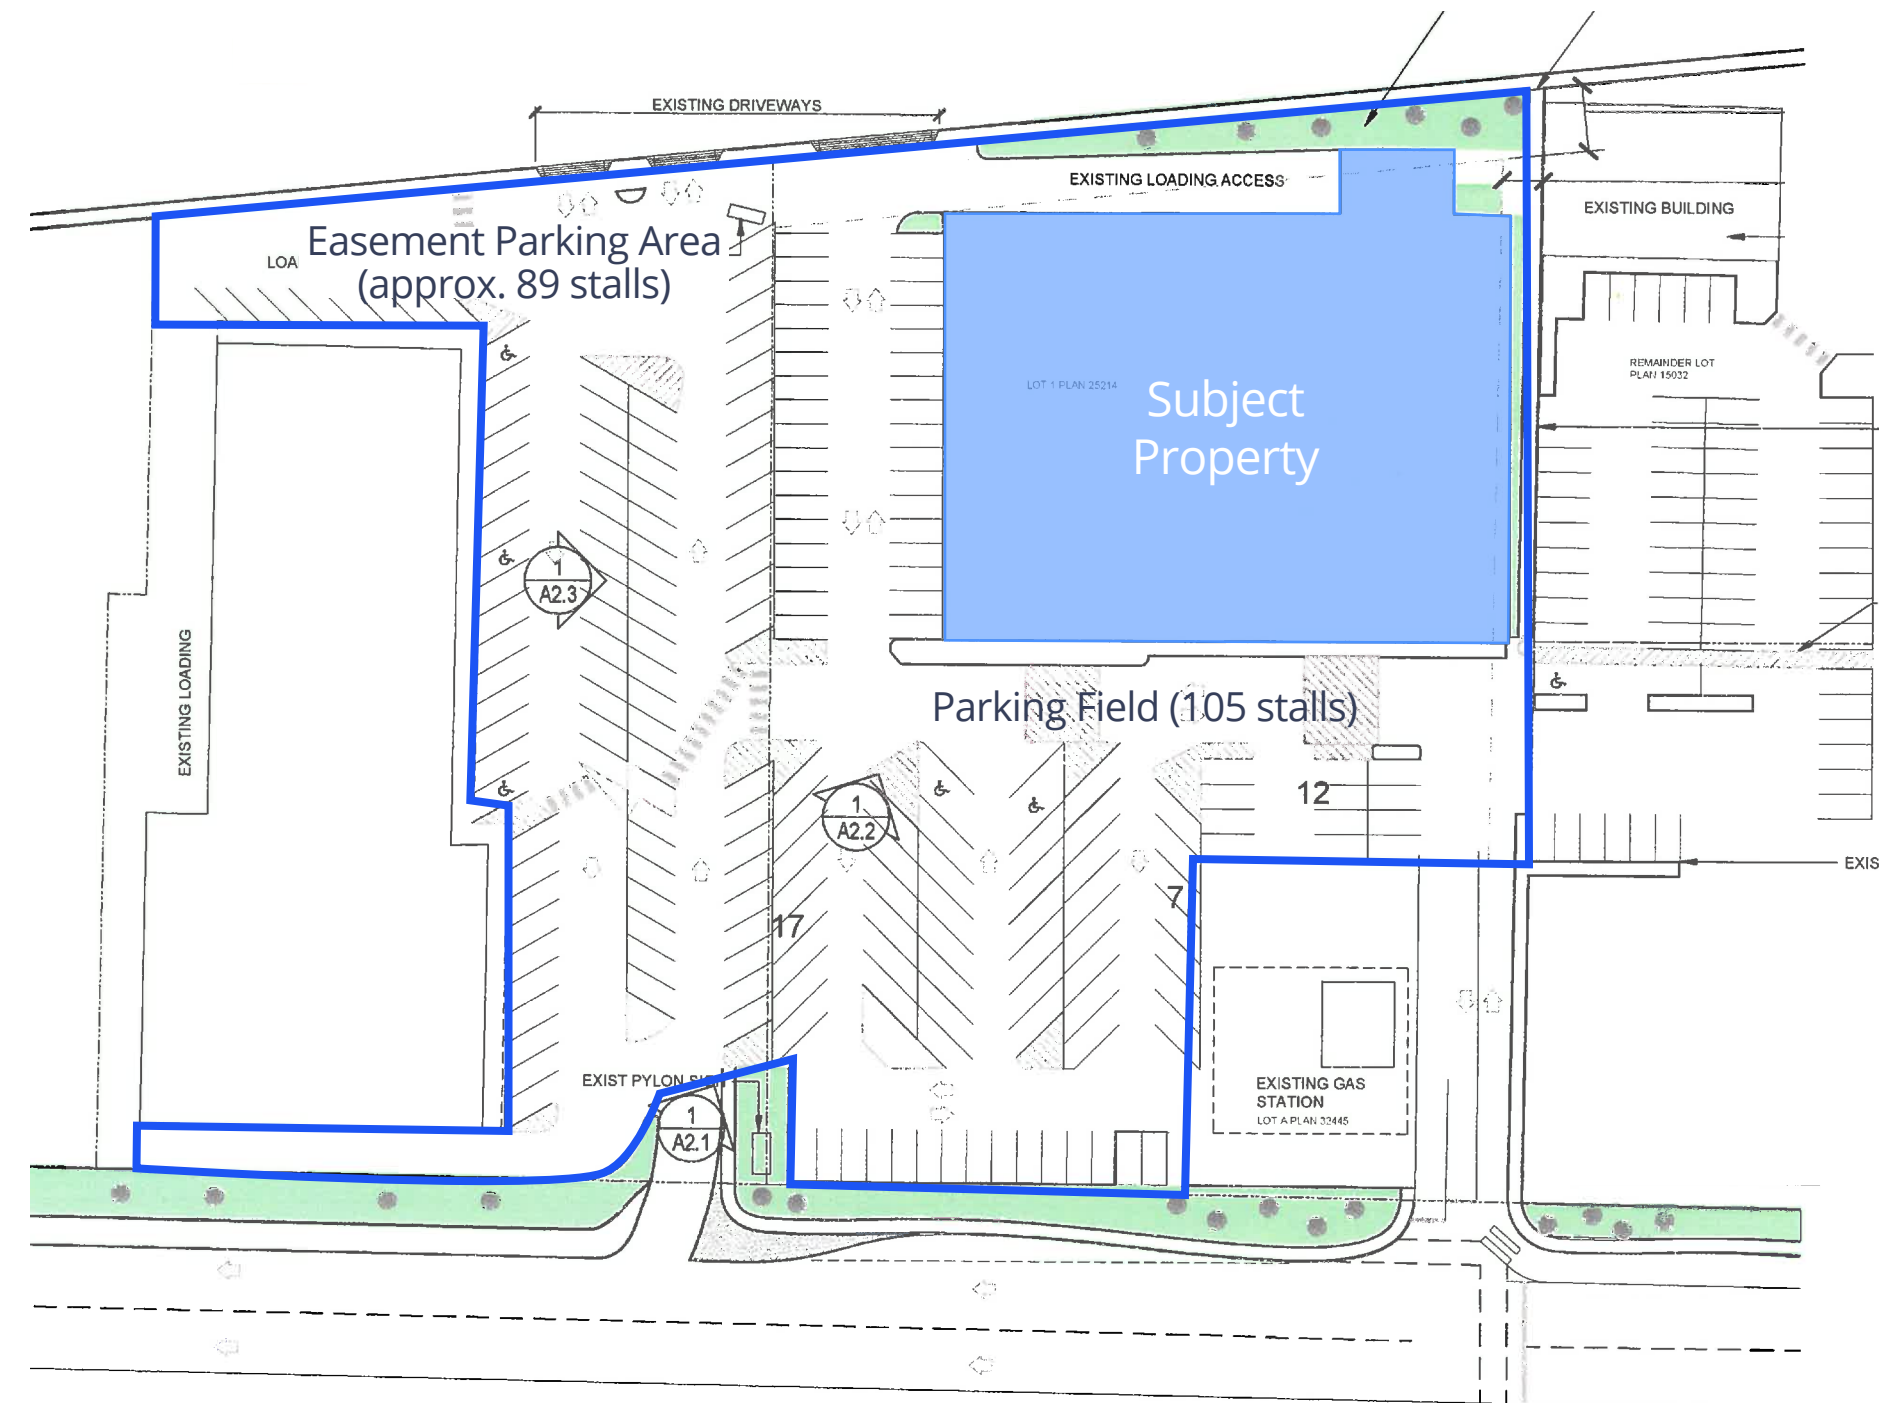 EXISTING DRIVEWAYS
EXISTING LOADING ACCESS
EXISTING BUILDING
Easement Parking Area
(approx. 89 stalls)
LOA
REMAINDER LOT
PLAN 15032
LOT 1 PLAN 25214
Subject
Property
1
A2.3
EXISTING LOADING
Parking Field (105 stalls)
12
1
A2.2
EXIS
7
17
EXIST PYLON SI
EXISTING GAS
STATION
LOT A PLAN 32445
1
A2.1